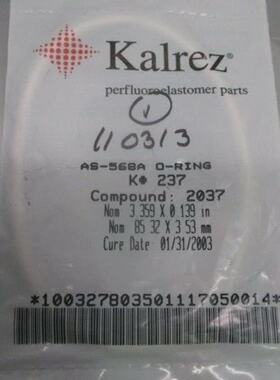 Kalrez®
perfluoroelastomer parts
1
110313
AS-568A O-RING
K# 237
Compound: 2037
Nom 3 359 X 0.139 in
Nom 85 32 X 3 53 mm
Cure Date: 01/31/2003
*1003278035011170500014*